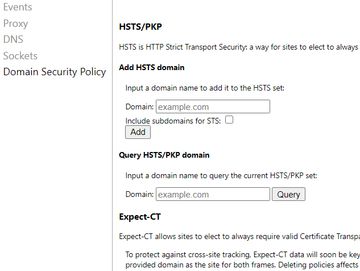 Events
Proxy
DNS
Sockets
Domain Security Policy
HSTS/PKP
HSTS is HTTP Strict Transport Security: a way for sites to elect to always
Add HSTS domain
Input a domain name to add it to the HSTS set:
Domain: example.com
Include subdomains for STS:
Add
Query HSTS/PKP domain
Input a domain name to query the current HSTS/PKP set:
Domain: example.com Query
Expect-CT
Expect-CT allows sites to elect to always require valid Certificate Transpa
To protect against cross-site tracking, Expect-CT data will soon be key
provided domain as the site for both frames. Deleting policies affects